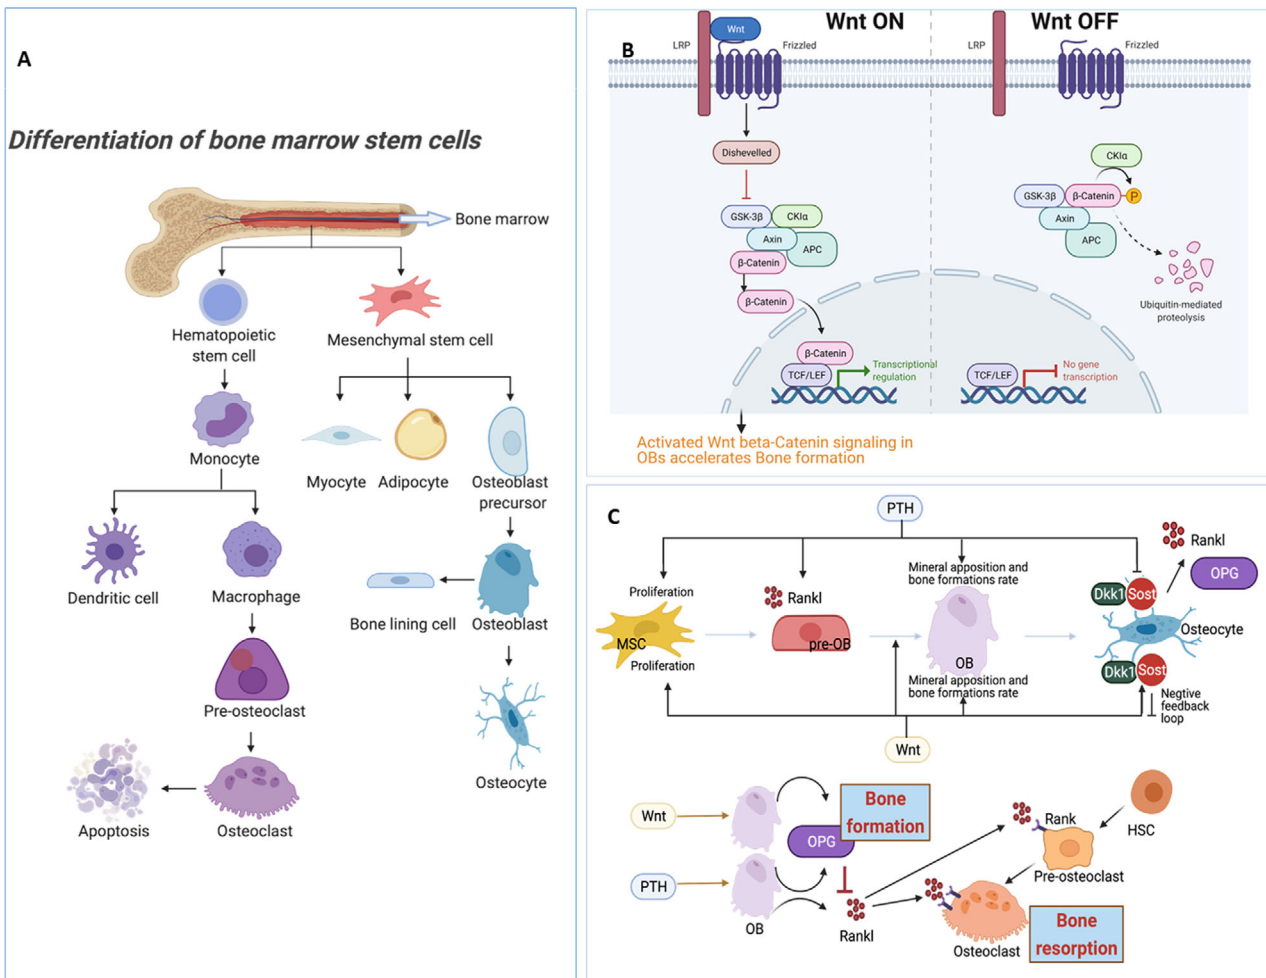 A
Differentiation of bone marrow stem cells
Bone marrow
Hematopoietic
stem cell
Mesenchymal stem cell
Monocyte
Myocyte
Adipocyte
Osteoblast
precursor
Dendritic cell
Macrophage
Bone lining cell
Osteoblast
Pre-osteoclast
Osteocyte
Apoptosis
Osteoclast
B
Wnt ON
Wnt OFF
LRP
Wnt
Frizzled
Dishevelled
GSK-3β
CKIα
Axin
APC
β-Catenin
β-Catenin
β-Catenin
TCF/LEF
Transcriptional
regulation
LRP
Frizzled
CKIα
GSK-3β
β-Catenin
P
Axin
APC
Ubiquitin-mediated
proteolysis
TCF/LEF
No gene
transcription
Activated Wnt beta-Catenin signaling in
OBs accelerates Bone formation
C
PTH
Rankl
OPG
Proliferation
Rankl
Mineral apposition and
bone formations rate
Dkk1
Sost
MSC
pre-OB
OB
Osteocyte
Proliferation
Mineral apposition and
bone formations rate
Dkk1
Sost
Negtive
feedback
loop
Wnt
Wnt
OPG
Bone
formation
PTH
OB
Rankl
Rank
HSC
Pre-osteoclast
Osteoclast
Bone
resorption